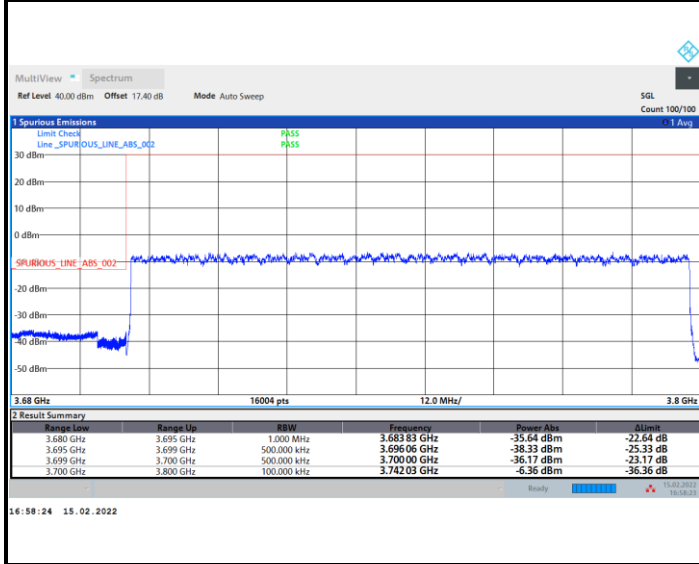 MultiView Spectrum
Ref Level 40.00 dBm Offset 17.40 dB Mode Auto Sweep SGL
Count 100/100
1 Spurious Emissions 1 Avg
Limit Check PASS
Line _SPURIOUS_LINE_ABS_002 PASS
30 dBm
20 dBm
10 dBm
0 dBm
SPURIOUS_LINE_ABS_002
-20 dBm
-30 dBm
-40 dBm
-50 dBm
3.68 GHz 16004 pts 12.0 MHz/ 3.8 GHz
2 Result Summary
Range Low Range Up RBW Frequency Power Abs ΔLimit
3.680 GHz 3.695 GHz 1.000 MHz 3.683 83 GHz -35.64 dBm -22.64 dB
3.695 GHz 3.699 GHz 500.000 kHz 3.696 06 GHz -38.33 dBm -25.33 dB
3.699 GHz 3.700 GHz 500.000 kHz 3.700 00 GHz -36.17 dBm -23.17 dB
3.700 GHz 3.800 GHz 100.000 kHz 3.742 03 GHz -6.36 dBm -36.36 dB
Ready 15.02.2022
16:58:23
16:58:24 15.02.2022